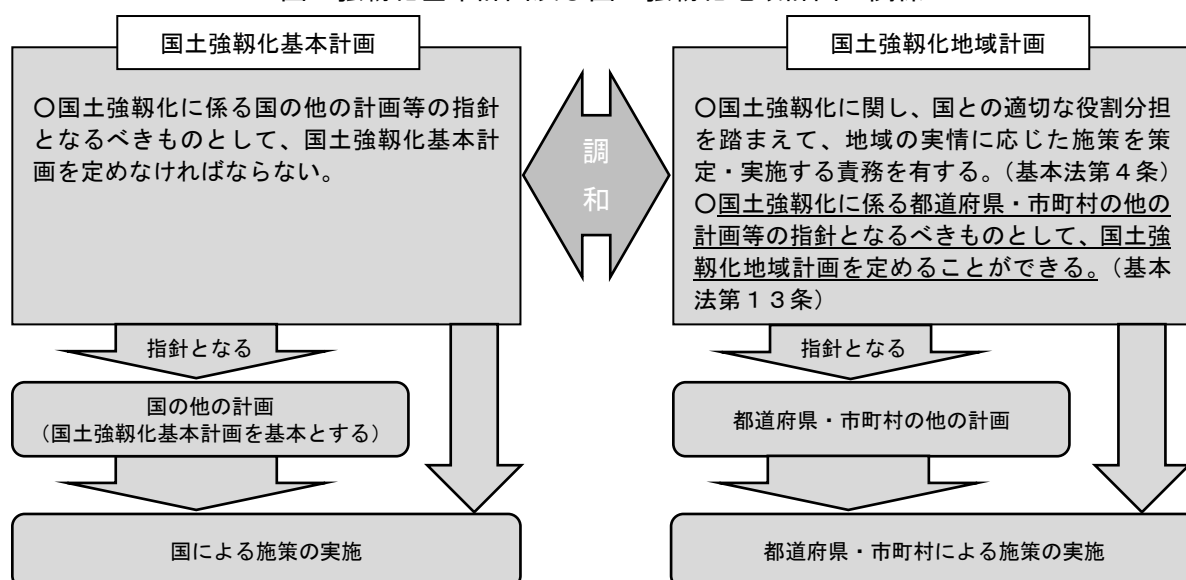 国土強靱化基本計画
〇国土強靱化に係る国の他の計画等の指針
となるべきものとして、国土強靱化基本計
画を定めなければならない。
指針となる
国の他の計画
（国土強靱化基本計画を基本とする）
国による施策の実施
調
和
国土強靱化地域計画
〇国土強靱化に関し、国との適切な役割分担
を踏まえて、地域の実情に応じた施策を策
定・実施する責務を有する。（基本法第４条）
〇国土強靱化に係る都道府県・市町村の他の
計画等の指針となるべきものとして、国土強
靱化地域計画を定めることができる。（基本
法第１３条）
指針となる
都道府県・市町村の他の計画
都道府県・市町村による施策の実施